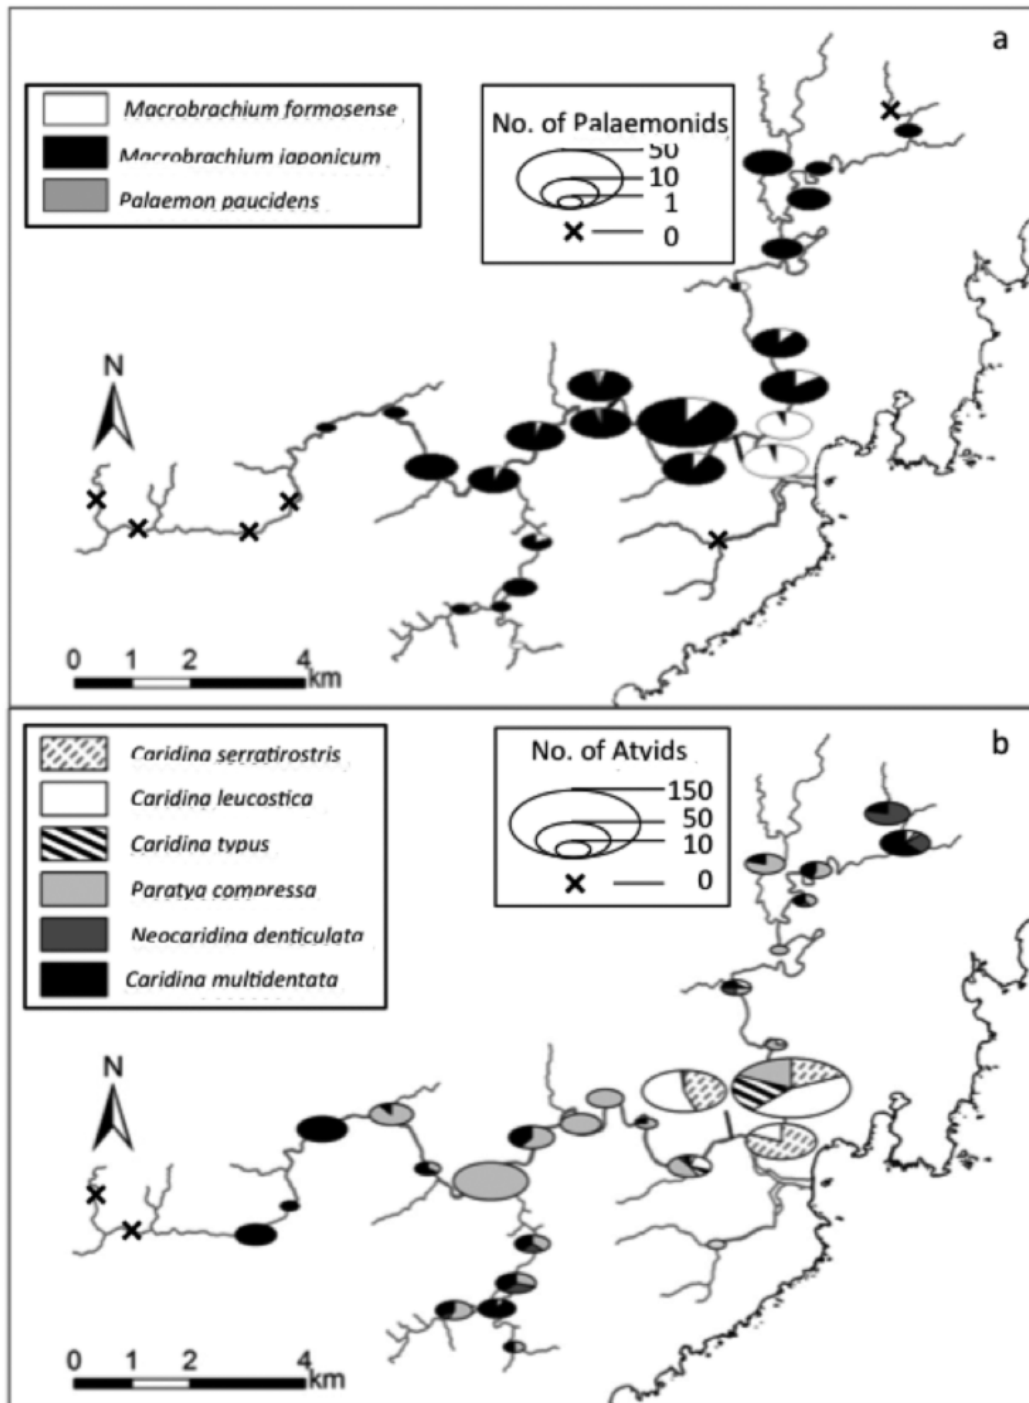 a
Macrobrachium formosense
Macrobrachium iaponicum
Palaemon paucidens
No. of Palaemonids
50
10
1
0
N
0 1 2 4
km
b
Caridina serratirostris
Caridina leucostica
Caridina typus
Paratya compressa
Neocaridina denticulata
Caridina multidentata
No. of Atvids
150
50
10
0
N
0 1 2 4
km